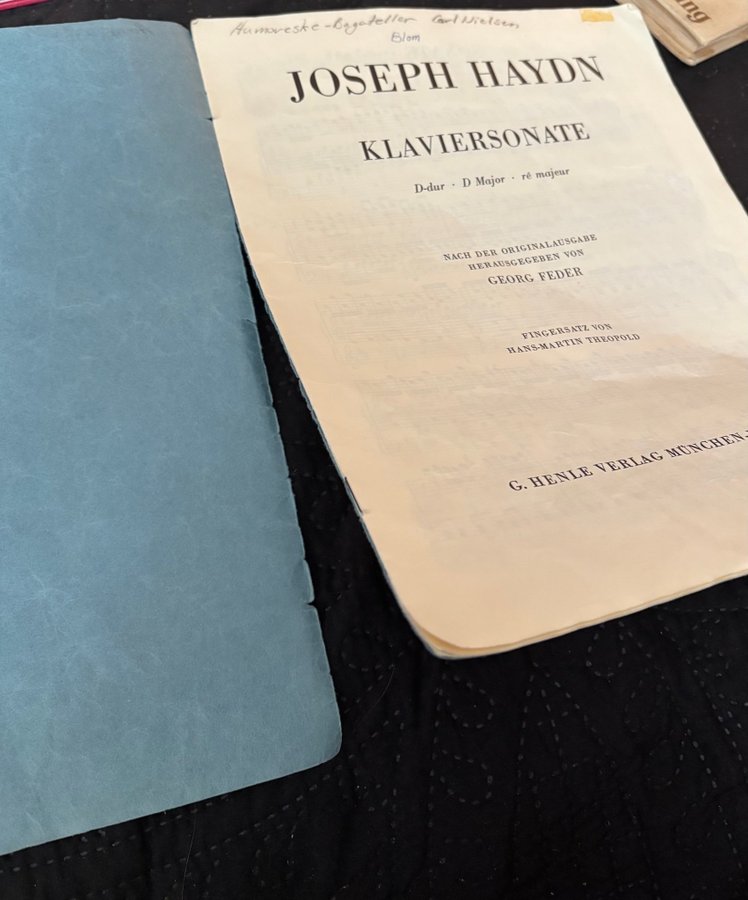 Humoreske-Bagateller Carl Nielsen
Blom
JOSEPH HAYDN
KLAVIERSONATE
D-dur · D Major · ré majeur
NACH DER ORIGINALAUSGABE
HERAUSGEGEBEN VON
GEORG FEDER
FINGERSATZ VON
HANS-MARTIN THEOPOLD
G. HENLE VERLAG MÜNCHEN-
ng